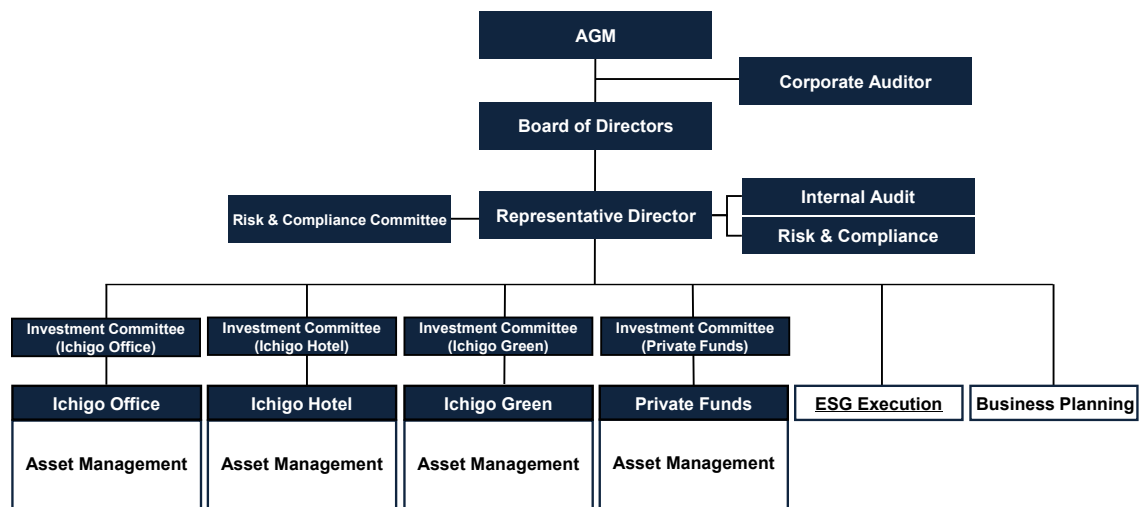 AGM
Corporate Auditor
Board of Directors
Risk & Compliance Committee
Representative Director
Internal Audit
Risk & Compliance
Investment Committee
(Ichigo Office)
Investment Committee
(Ichigo Hotel)
Investment Committee
(Ichigo Green)
Investment Committee
(Private Funds)
Ichigo Office
Ichigo Hotel
Ichigo Green
Private Funds
ESG Execution
Business Planning
Asset Management
Asset Management
Asset Management
Asset Management